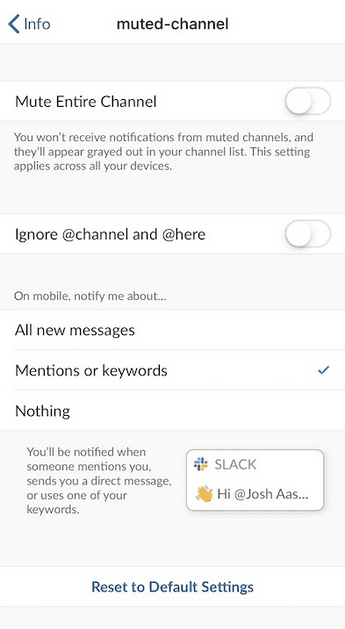 Info
muted-channel
Mute Entire Channel
You won't receive notifications from muted channels, and
they'll appear grayed out in your channel list. This setting
applies across all your devices.
Ignore @channel and @here
On mobile, notify me about...
All new messages
Mentions or keywords
Nothing
You'll be notified when
someone mentions you,
sends you a direct message,
or uses one of your
keywords.
SLACK
👋 Hi @Josh Aas...
Reset to Default Settings